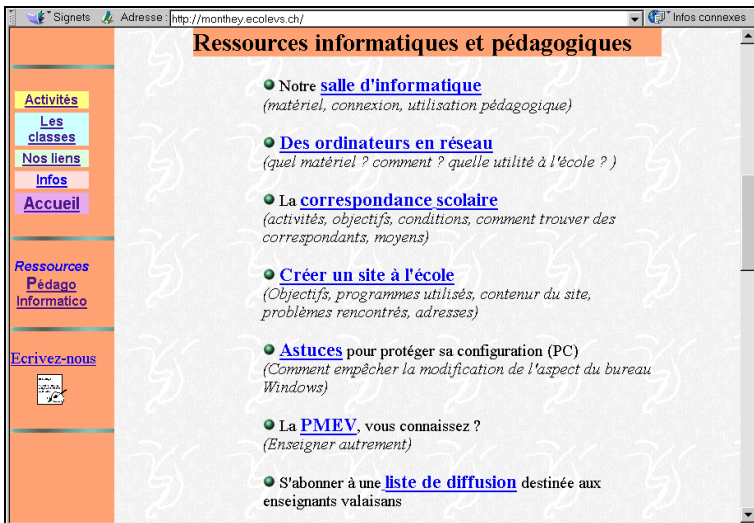 Signets Adresse : http://monthey.ecolevs.ch/ Infos connexes
Ressources informatiques et pédagogiques
Activités
Les
classes
Nos liens
Infos
Accueil
Ressources
Pédago
Informatico
Ecrivez-nous
Notre salle d'informatique
(matériel, connexion, utilisation pédagogique)
Des ordinateurs en réseau
(quel matériel ? comment ? quelle utilité à l'école ? )
La correspondance scolaire
(activités, objectifs, conditions, comment trouver des
correspondants, moyens)
Créer un site à l'école
(Objectifs, programmes utilisés, contenur du site,
problèmes rencontrés, adresses)
Astuces pour protéger sa configuration (PC)
(Comment empêcher la modification de l'aspect du bureau
Windows)
La PMEV, vous connaissez ?
(Enseigner autrement)
S'abonner à une liste de diffusion destinée aux
enseignants valaisans